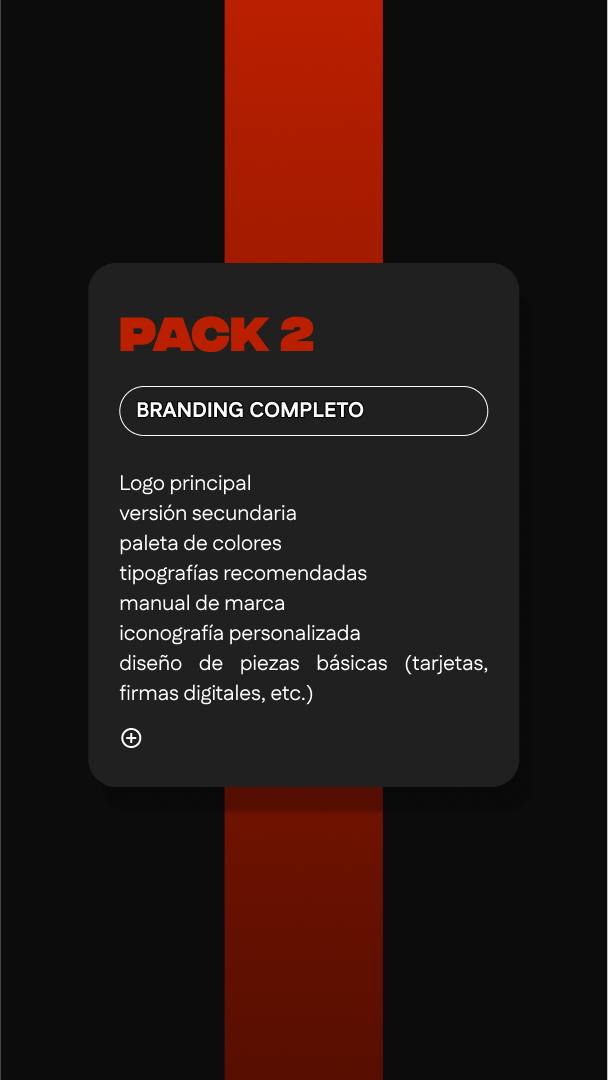 PACK 2
BRANDING COMPLETO
Logo principal
versión secundaria
paleta de colores
tipografías recomendadas
manual de marca
iconografía personalizada
diseño de piezas básicas (tarjetas,
firmas digitales, etc.)